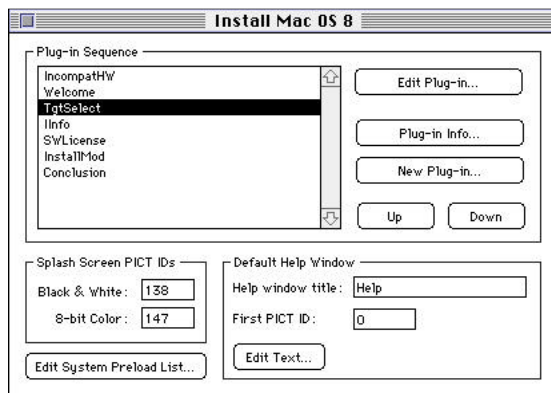 Install Mac OS 8
Plug-in Sequence
IncompatHW
Welcome
TgtSelect
IInfo
SWLicense
InstallMod
Conclusion
Edit Plug-in...
Plug-in Info...
New Plug-in...
Up
Down
Splash Screen PICT IDs
Black & White: 138
8-bit Color: 147
Edit System Preload List...
Default Help Window
Help window title: Help
First PICT ID: 0
Edit Text...